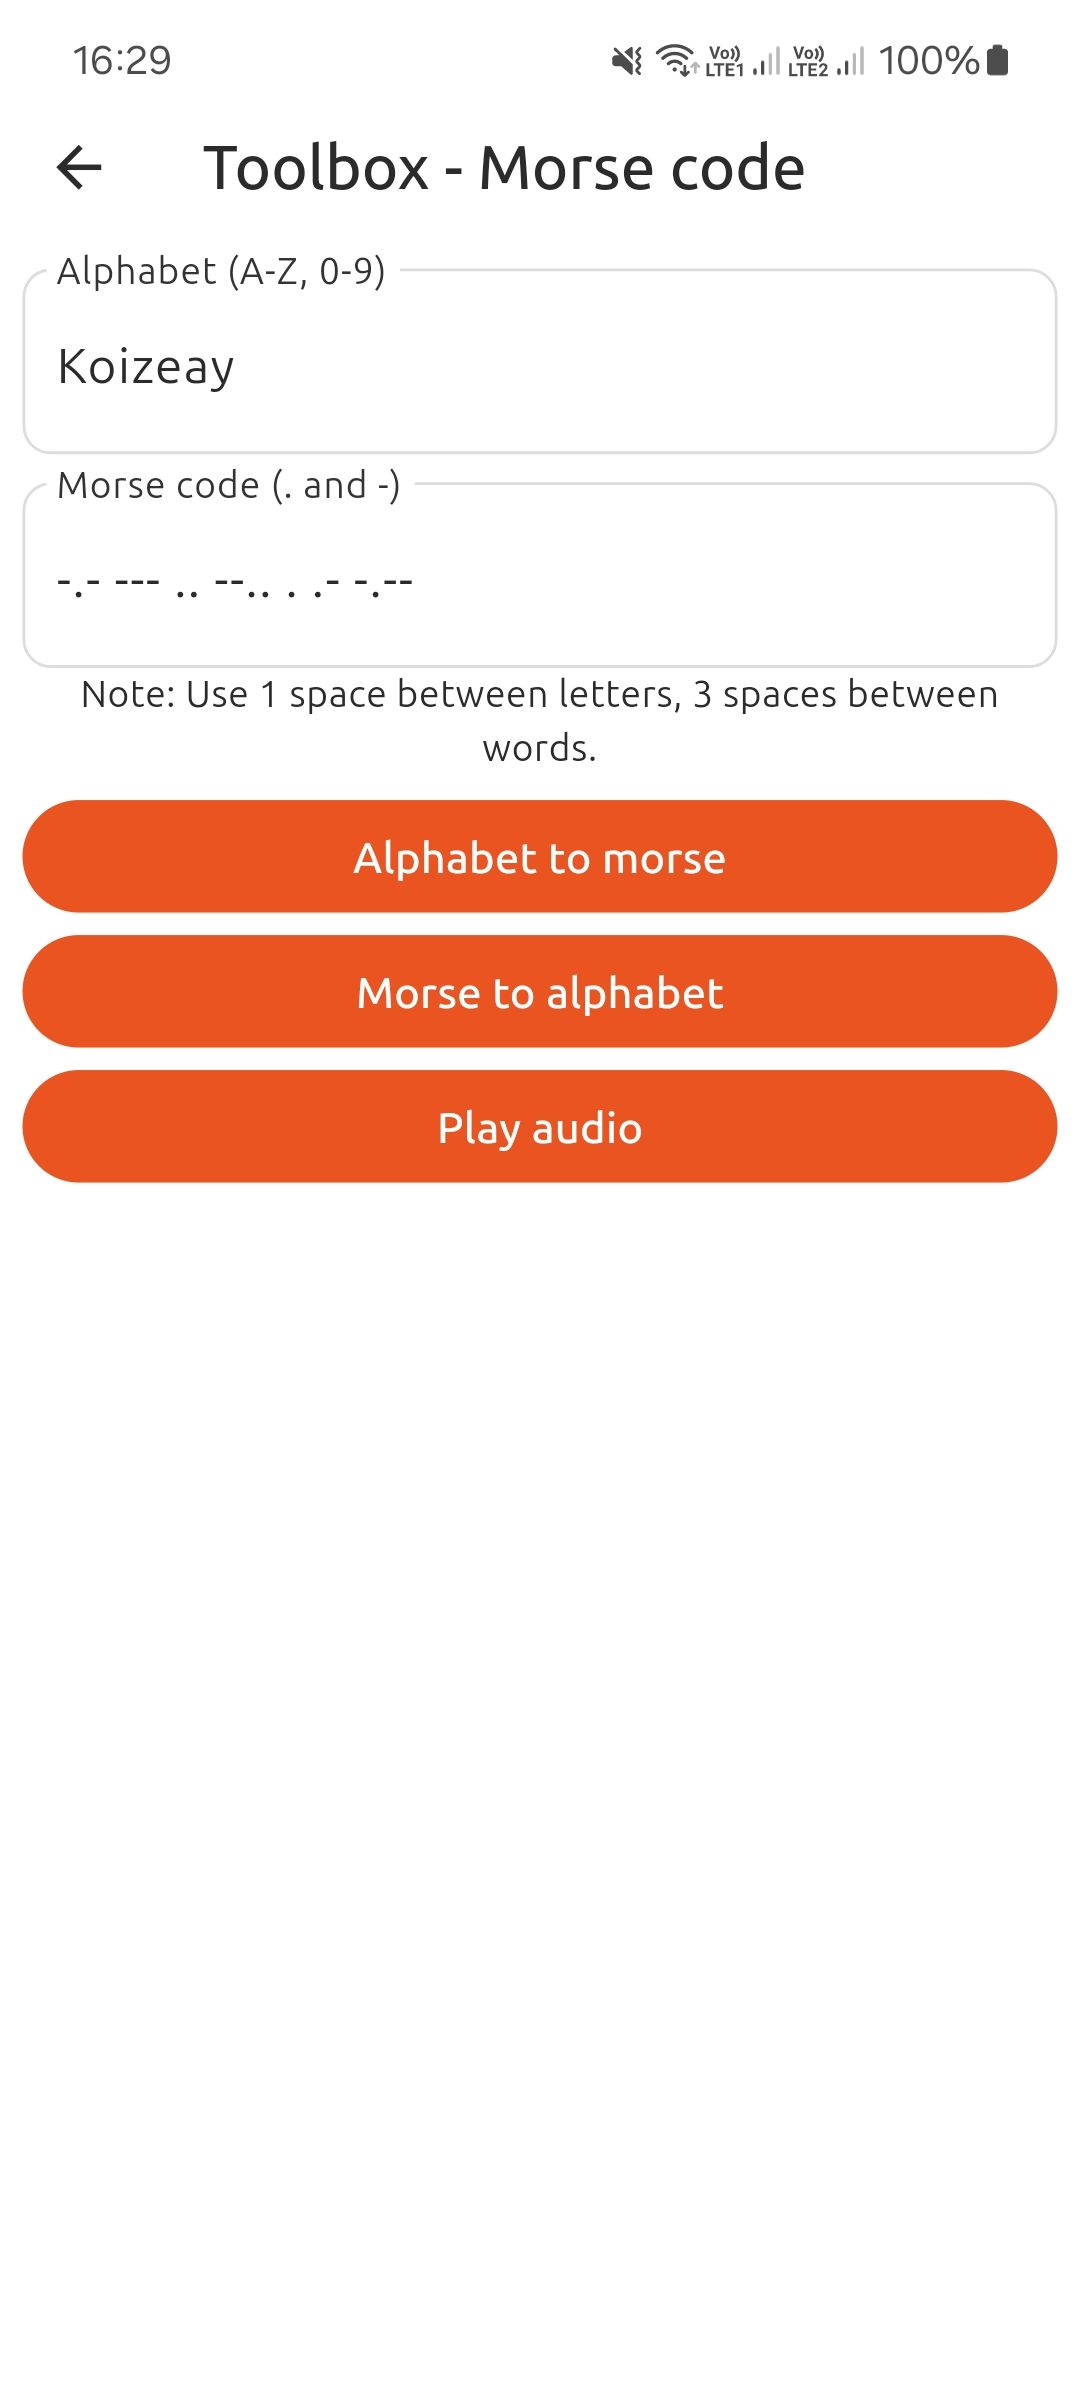 16:29 Vo)) LTE1 Vo)) LTE2 100%
Toolbox - Morse code
Alphabet (A-Z, 0-9)
Koizeay
Morse code (. and -)
-.- --- .. --.. . .- -.--
Note: Use 1 space between letters, 3 spaces between
words.
Alphabet to morse
Morse to alphabet
Play audio